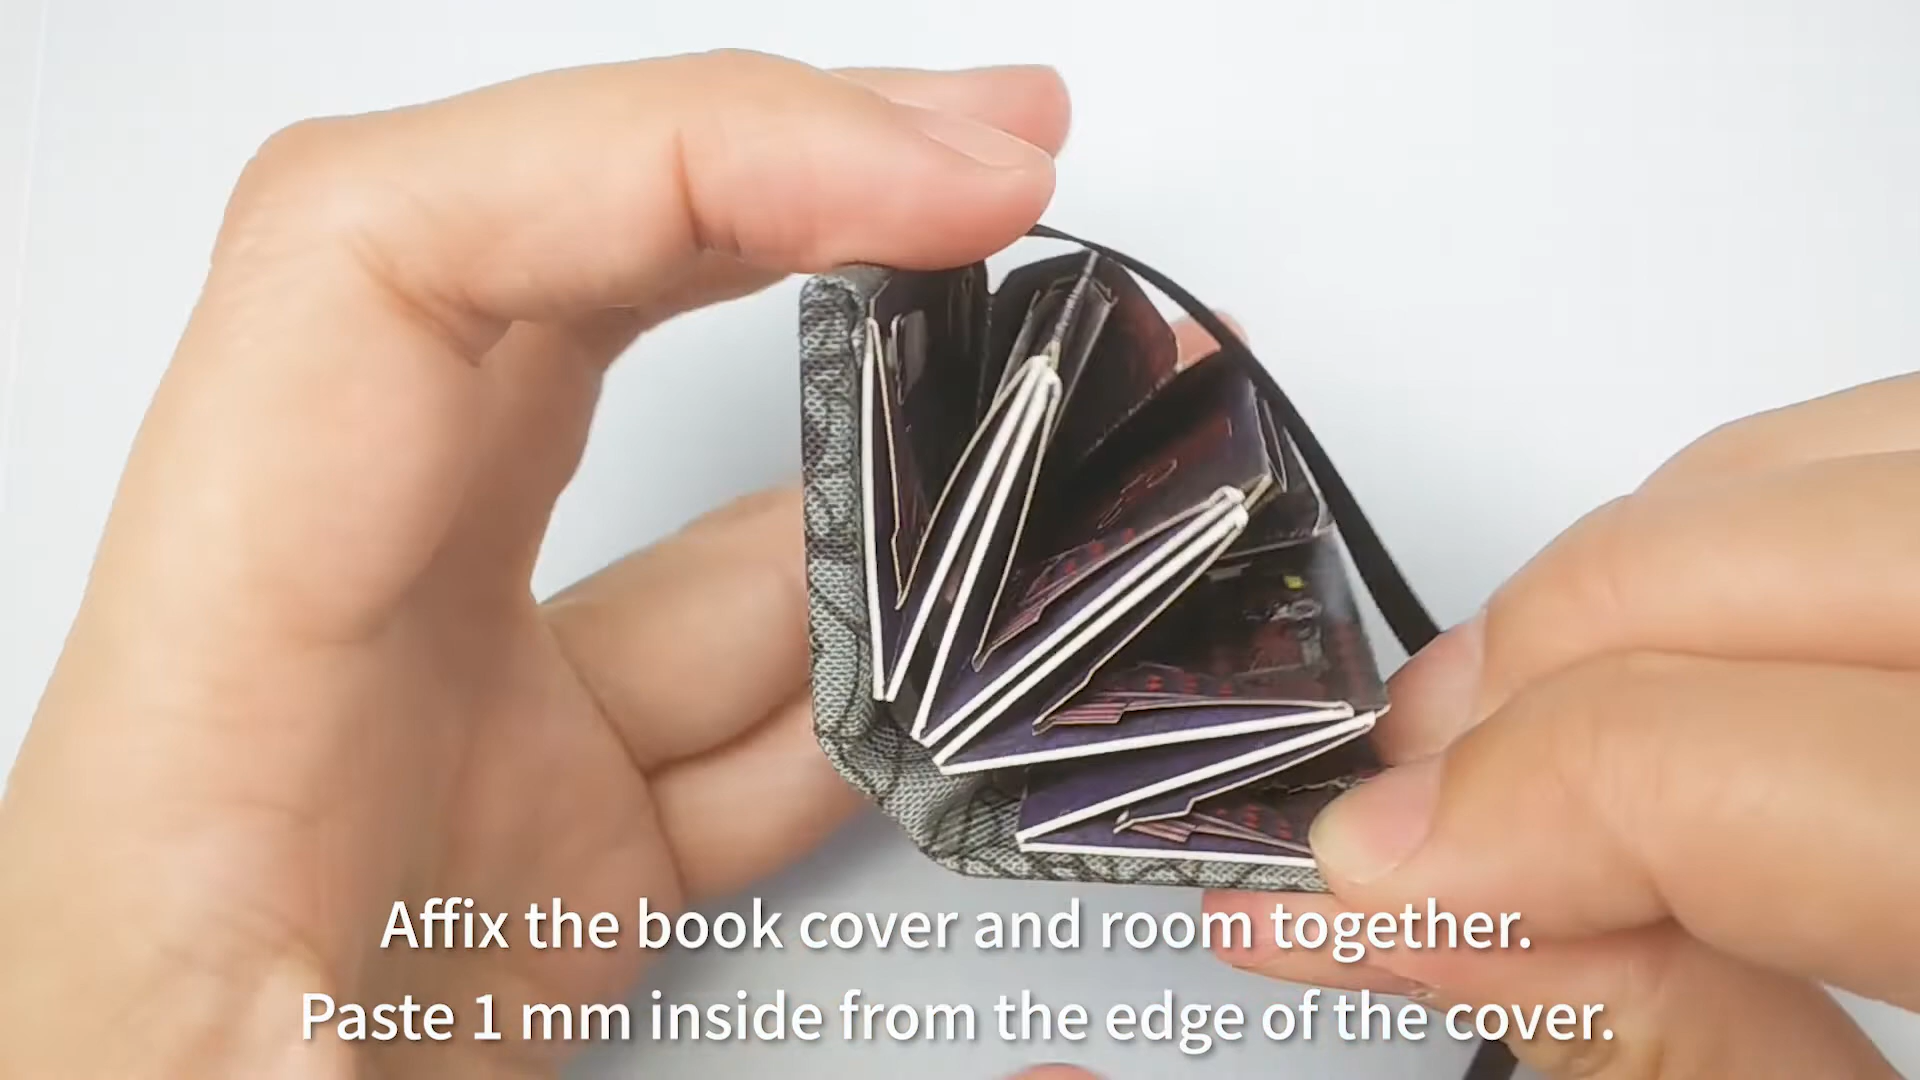 Affix the book cover and room together.
Paste 1 mm inside from the edge of the cover.